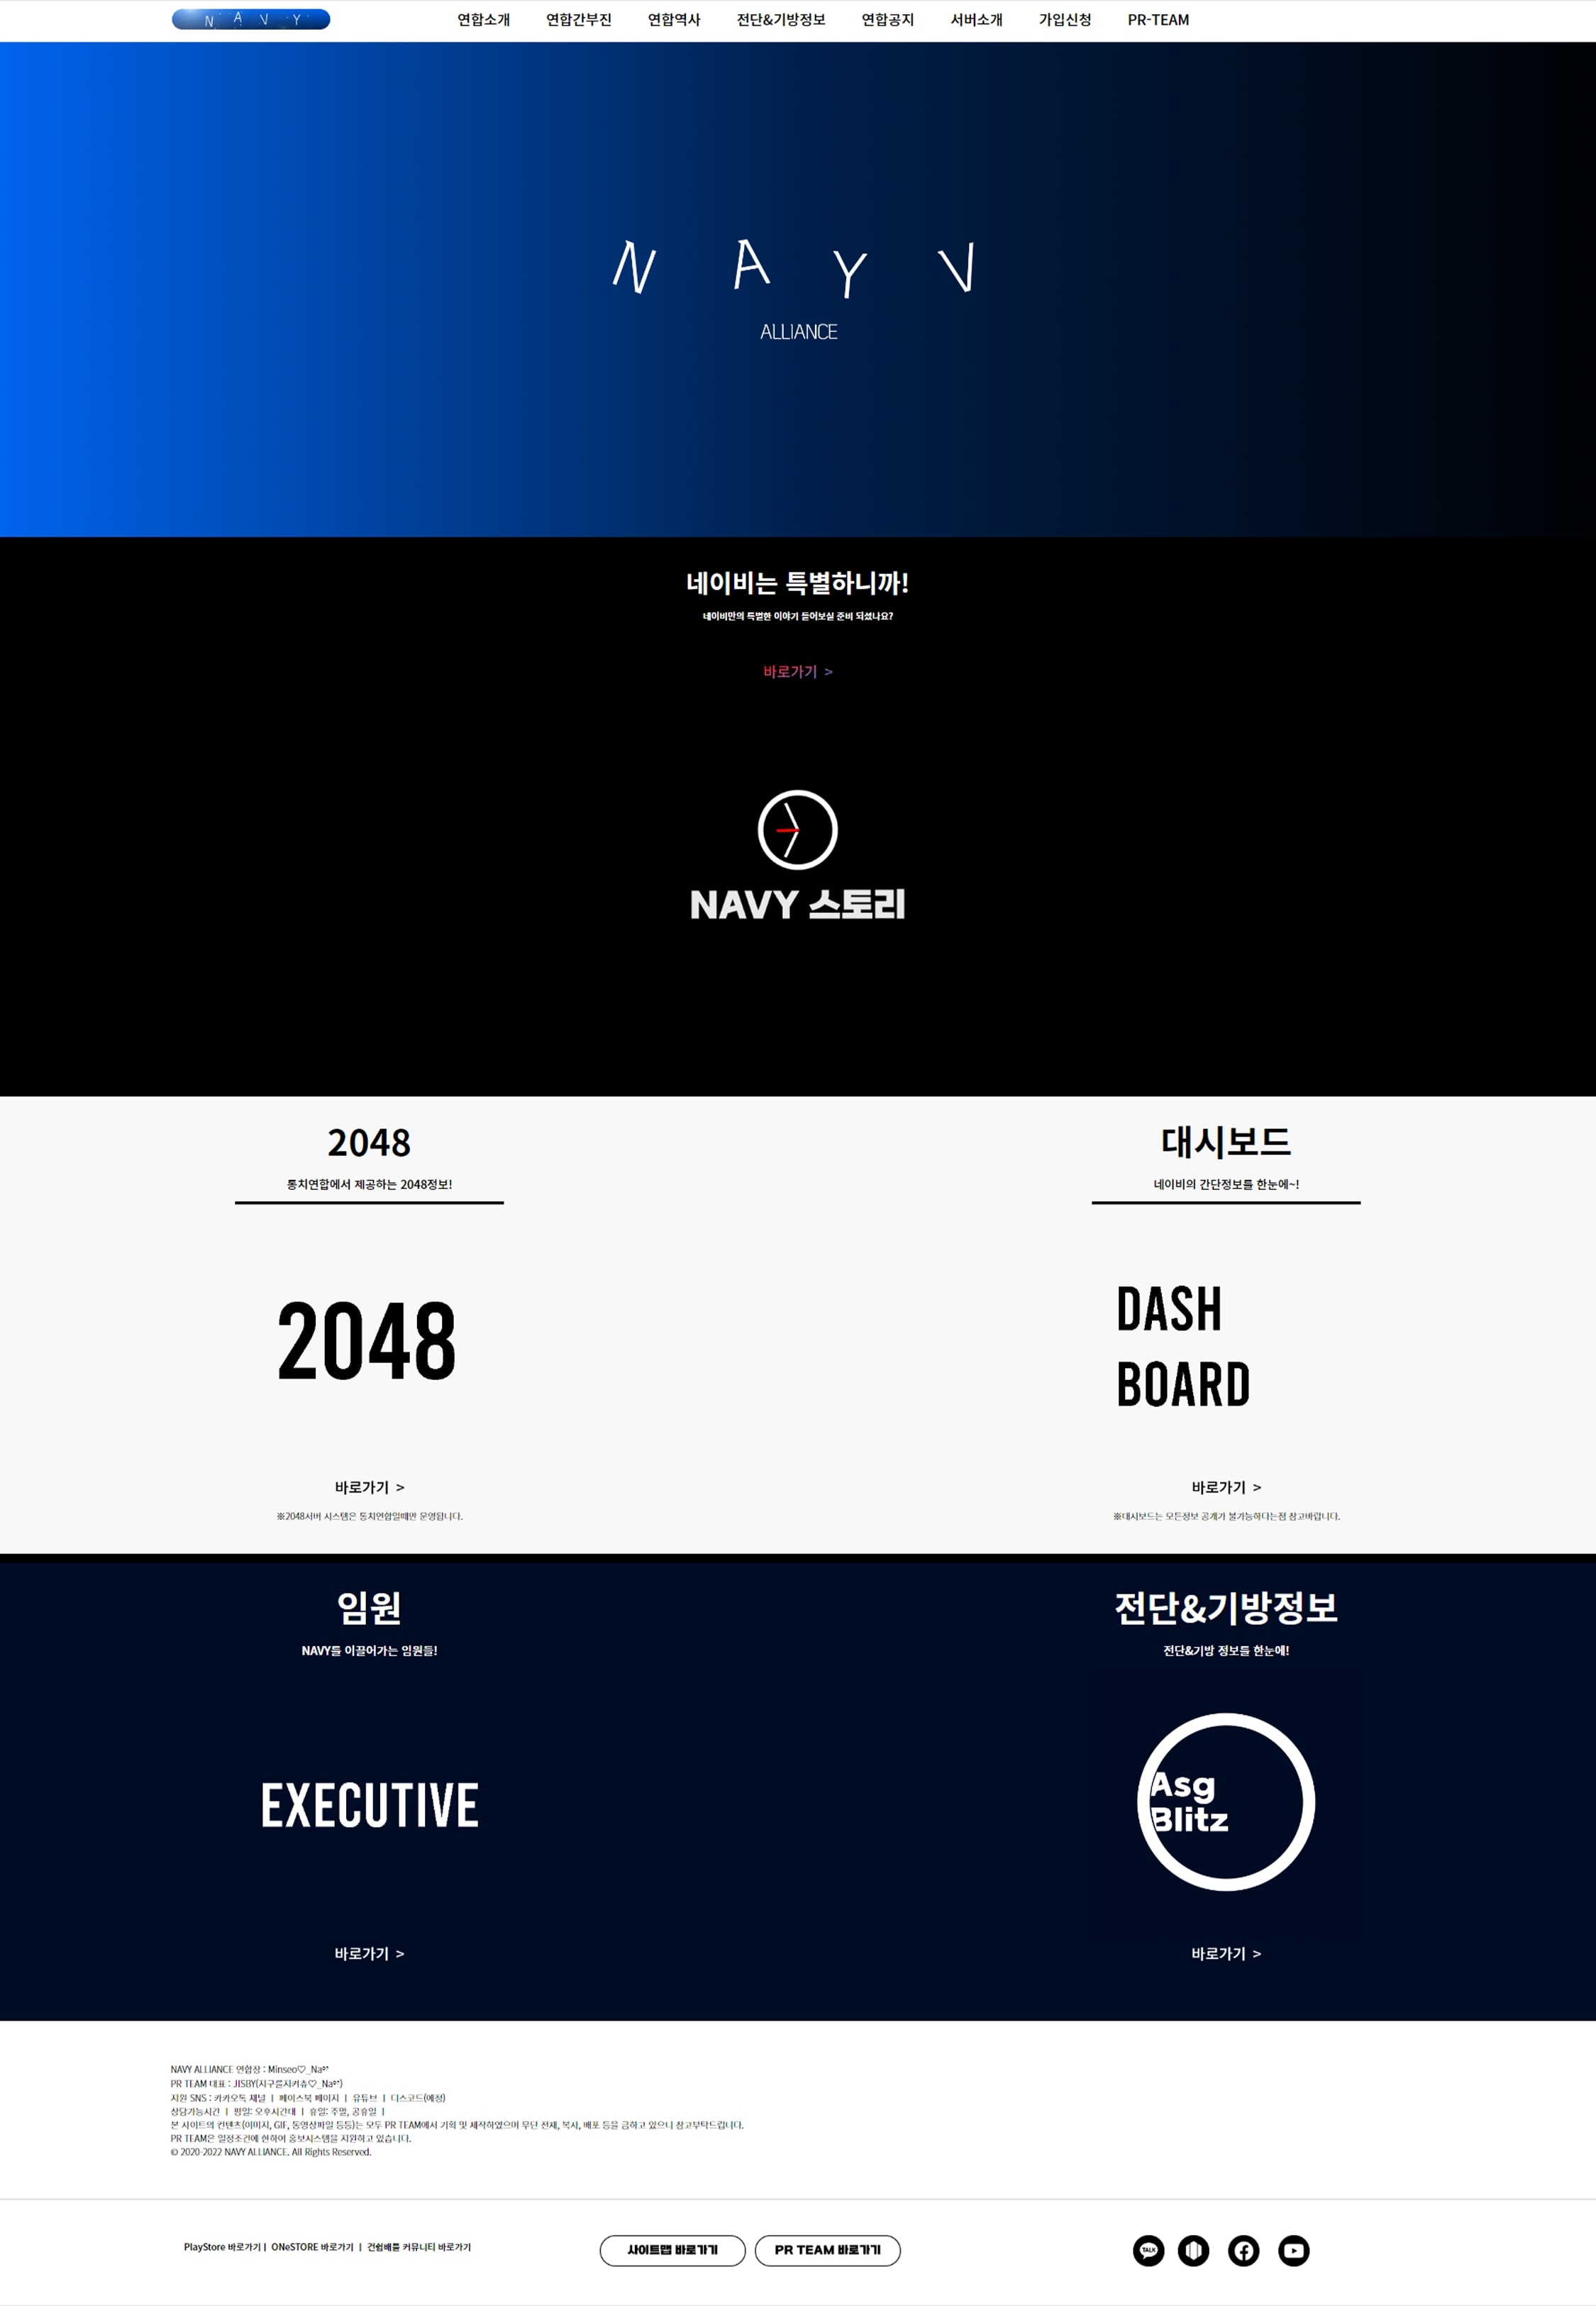 N A V Y
연합소개 연합간부진 연합역사 전단&기방정보 연합공지 서버소개 가입신청 PR-TEAM
N A Y V
ALLIANCE
네이비는 특별하니까!
네이비만의 특별한 이야기 들어보실 준비 되셨나요?
바로가기 >
NAVY 스토리
2048
통치연합에서 제공하는 2048정보!
2048
바로가기 >
※2048서버 시스템은 통치연합일때만 운영됩니다.
대시보드
네이비의 간단정보를 한눈에~!
DASH
BOARD
바로가기 >
※대시보드는 모든정보 공개가 불가능하다는점 참고바랍니다.
임원
NAVY를 이끌어가는 임원들!
EXECUTIVE
바로가기 >
전단&기방정보
전단&기방 정보를 한눈에!
Asg
Blitz
바로가기 >
NAVY ALLIANCE 연합장 : Minseo♡_Na
PR TEAM 대표 : JISBY(지구를지켜츄♡_Na
지원 SNS : 카카오톡 채널 ㅣ 페이스북 페이지 ㅣ 유튜브 ㅣ 디스코드(예정)
상담가능시간 ㅣ 평일: 오후시간대 ㅣ 휴일: 주말, 공휴일 ㅣ
본 사이트의 컨텐츠(이미지, GIF, 동영상파일 등등)는 모두 PR TEAM에서 기획 및 제작하였으며 무단 전재, 복사, 배포 등을 금하고 있으니 참고부탁드립니다.
PR TEAM은 일정조건에 한하여 홍보시스템을 지원하고 있습니다.
© 2020-2022 NAVY ALLIANCE. All Rights Reserved.
PlayStore 바로가기ㅣ ONeSTORE 바로가기 ㅣ 건쉽배틀 커뮤니티 바로가기
사이트맵 바로가기
PR TEAM 바로가기
TALK